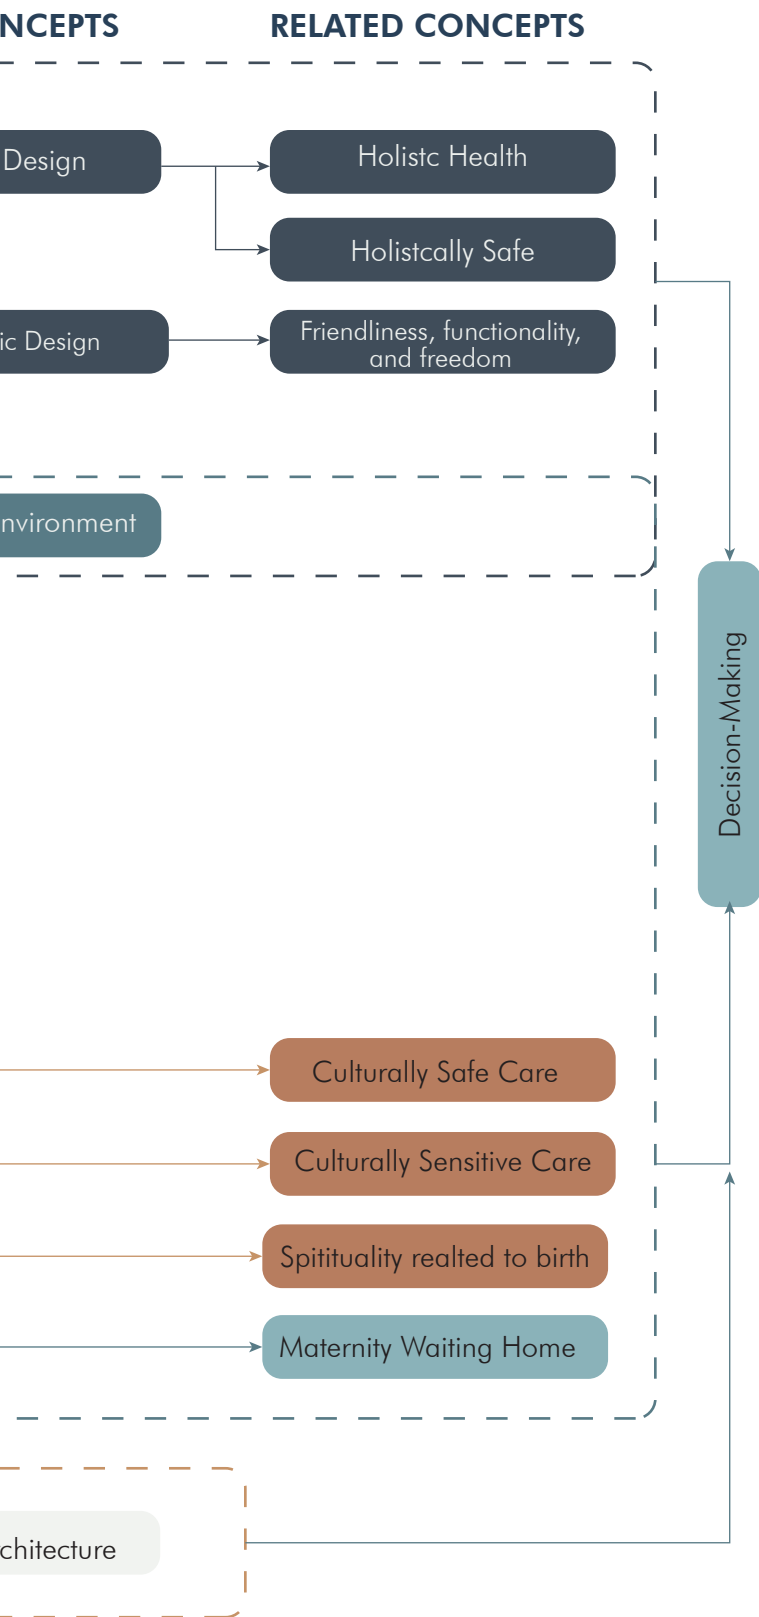 NCEPTS
RELATED CONCEPTS
Design
Holistc Health
Holistcally Safe
ic Design
Friendliness, functionality,
and freedom
nvironment
Decision-Making
Culturally Safe Care
Culturally Sensitive Care
Spitituality realted to birth
Maternity Waiting Home
chitecture